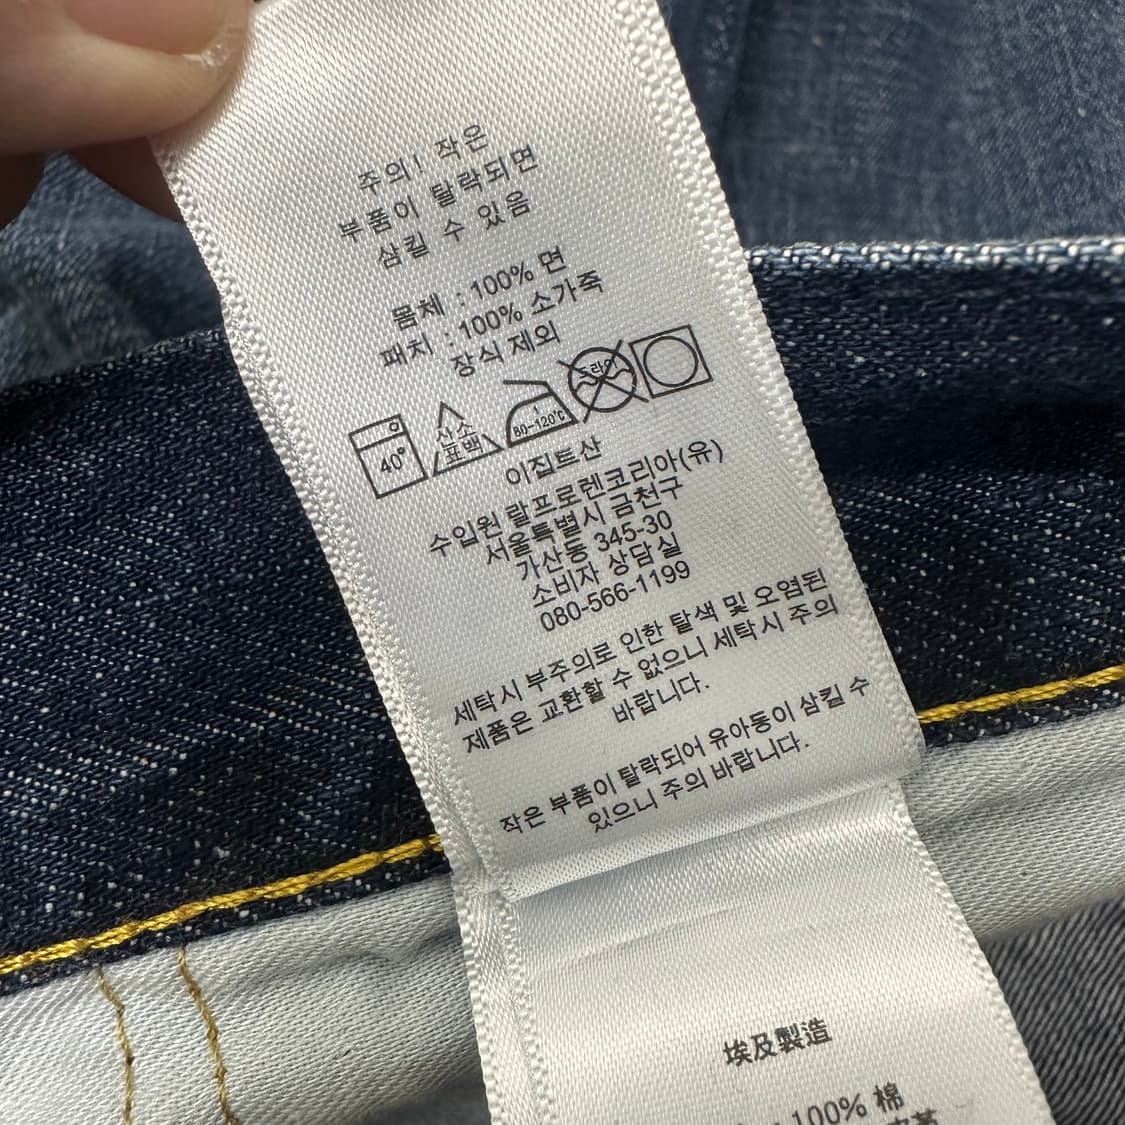 주의! 작은
부품이 탈락되면
삼킬 수 있음
몸체 : 100% 면
패치 : 100% 소가죽
장식 제외
40°
산소
표백
1
80-120℃
드라이
이집트산
수입원 랄프로렌코리아(유)
서울특별시 금천구
가산동 345-30
소비자 상담실
080-566-1199
세탁시 부주의로 인한 탈색 및 오염된
제품은 교환할 수 없으니 세탁시 주의
바랍니다.
작은 부품이 탈락되어 유아동이 삼킬 수
있으니 주의 바랍니다.
埃及製造
100% 棉